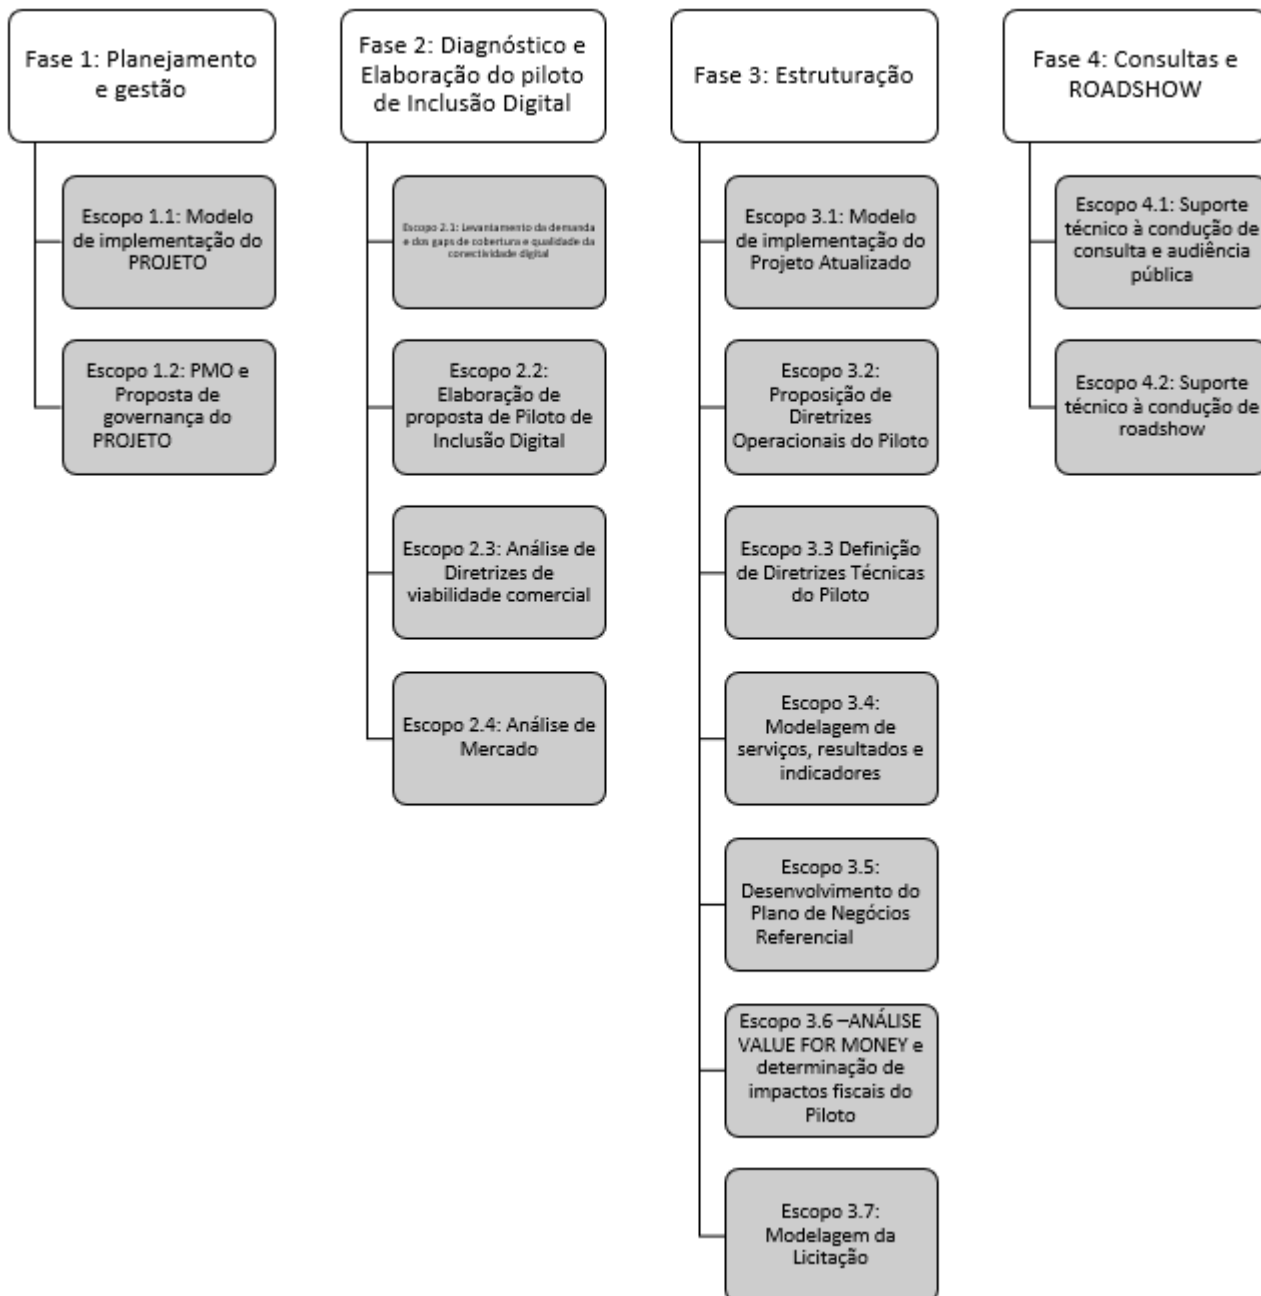 Fase 1: Planejamento
e gestão
Escopo 1.1: Modelo
de implementação do
PROJETO
Escopo 1.2: PMO e
Proposta de
governança do
PROJETO
Fase 2: Diagnóstico e
Elaboração do piloto
de Inclusão Digital
Escopo 2.1: Levantamento da demanda
e dos gaps de cobertura e qualidade da
conectividade digital
Escopo 2.2:
Elaboração de
proposta de Piloto de
Inclusão Digital
Escopo 2.3: Análise de
Diretrizes de
viabilidade comercial
Escopo 2.4: Análise de
Mercado
Fase 3: Estruturação
Escopo 3.1: Modelo
de implementação do
Projeto Atualizado
Escopo 3.2:
Proposição de
Diretrizes
Operacionais do Piloto
Escopo 3.3 Definição
de Diretrizes Técnicas
do Piloto
Escopo 3.4:
Modelagem de
serviços, resultados e
indicadores
Escopo 3.5:
Desenvolvimento do
Plano de Negócios
Referencial
Escopo 3.6 –ANÁLISE
VALUE FOR MONEY e
determinação de
impactos fiscais do
Piloto
Escopo 3.7:
Modelagem da
Licitação
Fase 4: Consultas e
ROADSHOW
Escopo 4.1: Suporte
técnico à condução de
consulta e audiência
pública
Escopo 4.2: Suporte
técnico à condução de
roadshow